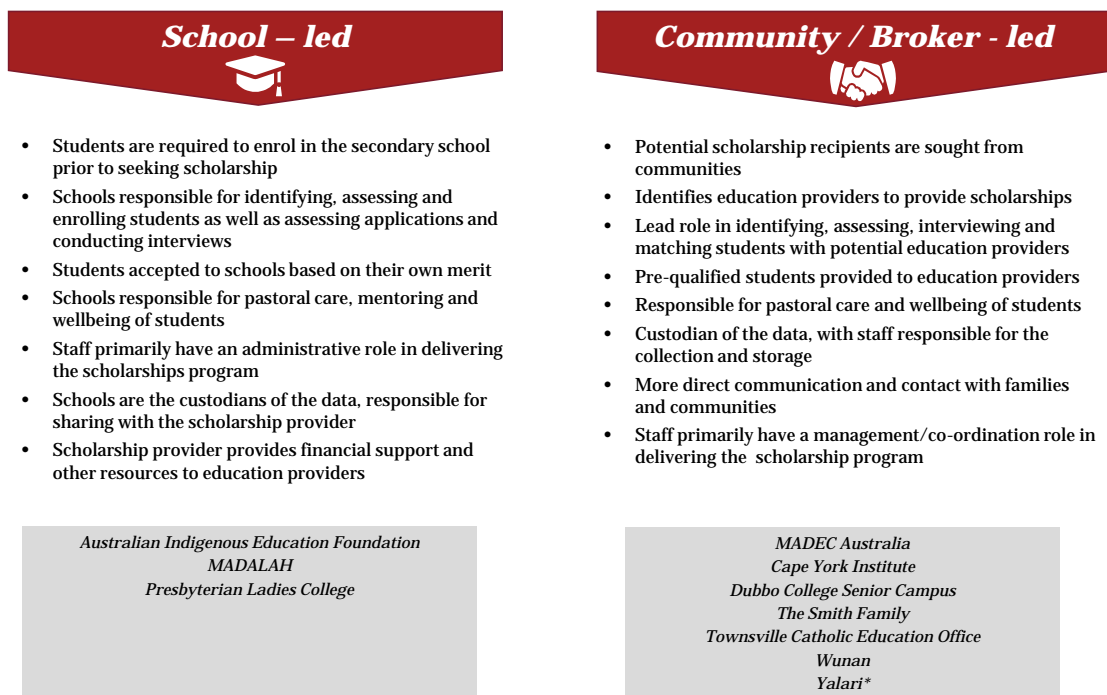 School – led
• Students are required to enrol in the secondary school
prior to seeking scholarship
• Schools responsible for identifying, assessing and
enrolling students as well as assessing applications and
conducting interviews
• Students accepted to schools based on their own merit
• Schools responsible for pastoral care, mentoring and
wellbeing of students
• Staff primarily have an administrative role in delivering
the scholarships program
• Schools are the custodians of the data, responsible for
sharing with the scholarship provider
• Scholarship provider provides financial support and
other resources to education providers
Australian Indigenous Education Foundation
MADALAH
Presbyterian Ladies College
Community / Broker - led
• Potential scholarship recipients are sought from
communities
• Identifies education providers to provide scholarships
• Lead role in identifying, assessing, interviewing and
matching students with potential education providers
• Pre-qualified students provided to education providers
• Responsible for pastoral care and wellbeing of students
• Custodian of the data, with staff responsible for the
collection and storage
• More direct communication and contact with families
and communities
• Staff primarily have a management/co-ordination role in
delivering the scholarship program
MADEC Australia
Cape York Institute
Dubbo College Senior Campus
The Smith Family
Townsville Catholic Education Office
Wunan
Yalari*